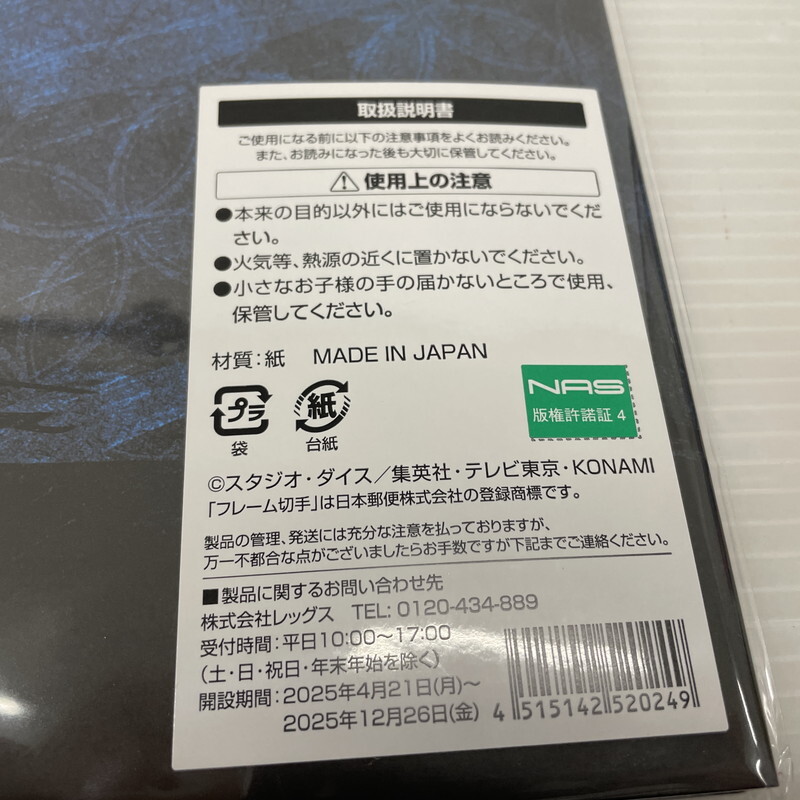 取扱説明書
ご使用になる前に以下の注意事項をよくお読みください。
また、お読みになった後も大切に保管してください。
使用上の注意
●本来の目的以外にはご使用にならないでくだ
さい。
●火気等、熱源の近くに置かないでください。
●小さなお子様の手の届かないところで使用、
保管してください。
材質：紙 MADE IN JAPAN
プラ
袋
紙
台紙
NAS
版権許諾証 4
©スタジオ・ダイス／集英社・テレビ東京・KONAMI
「フレーム切手」は日本郵便株式会社の登録商標です。
製品の管理、発送には充分な注意を払っておりますが、
万一不都合な点がございましたらお手数ですが下記までご連絡ください。
■製品に関するお問い合わせ先
株式会社レッグス TEL: 0120-434-889
受付時間：平日10:00～17:00
（土・日・祝日・年末年始を除く）
開設期間：2025年4月21日(月)～
2025年12月26日(金)
4 515142 520249